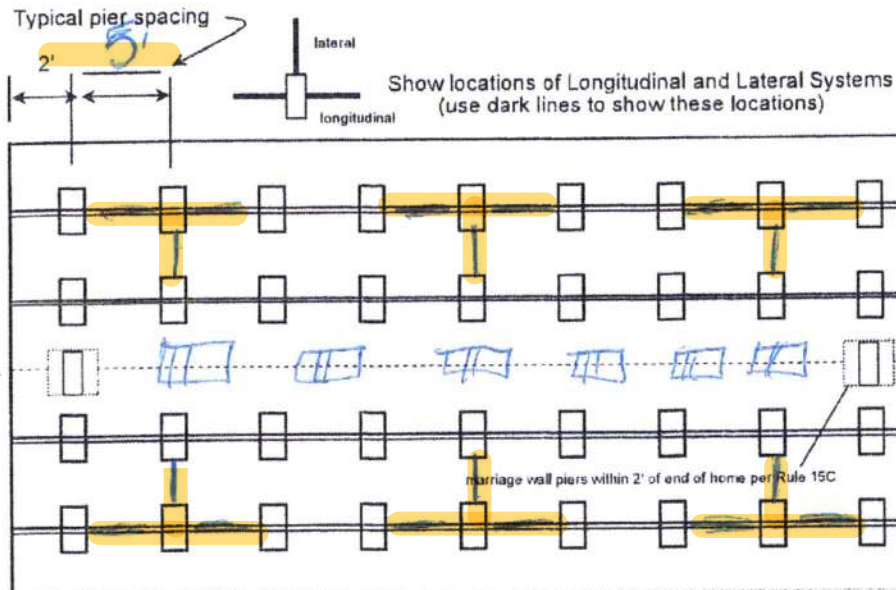 Typical pier spacing
2' 5'
lateral
longitudinal
Show locations of Longitudinal and Lateral Systems
(use dark lines to show these locations)
marriage wall piers within 2' of end of home per Rule 15C